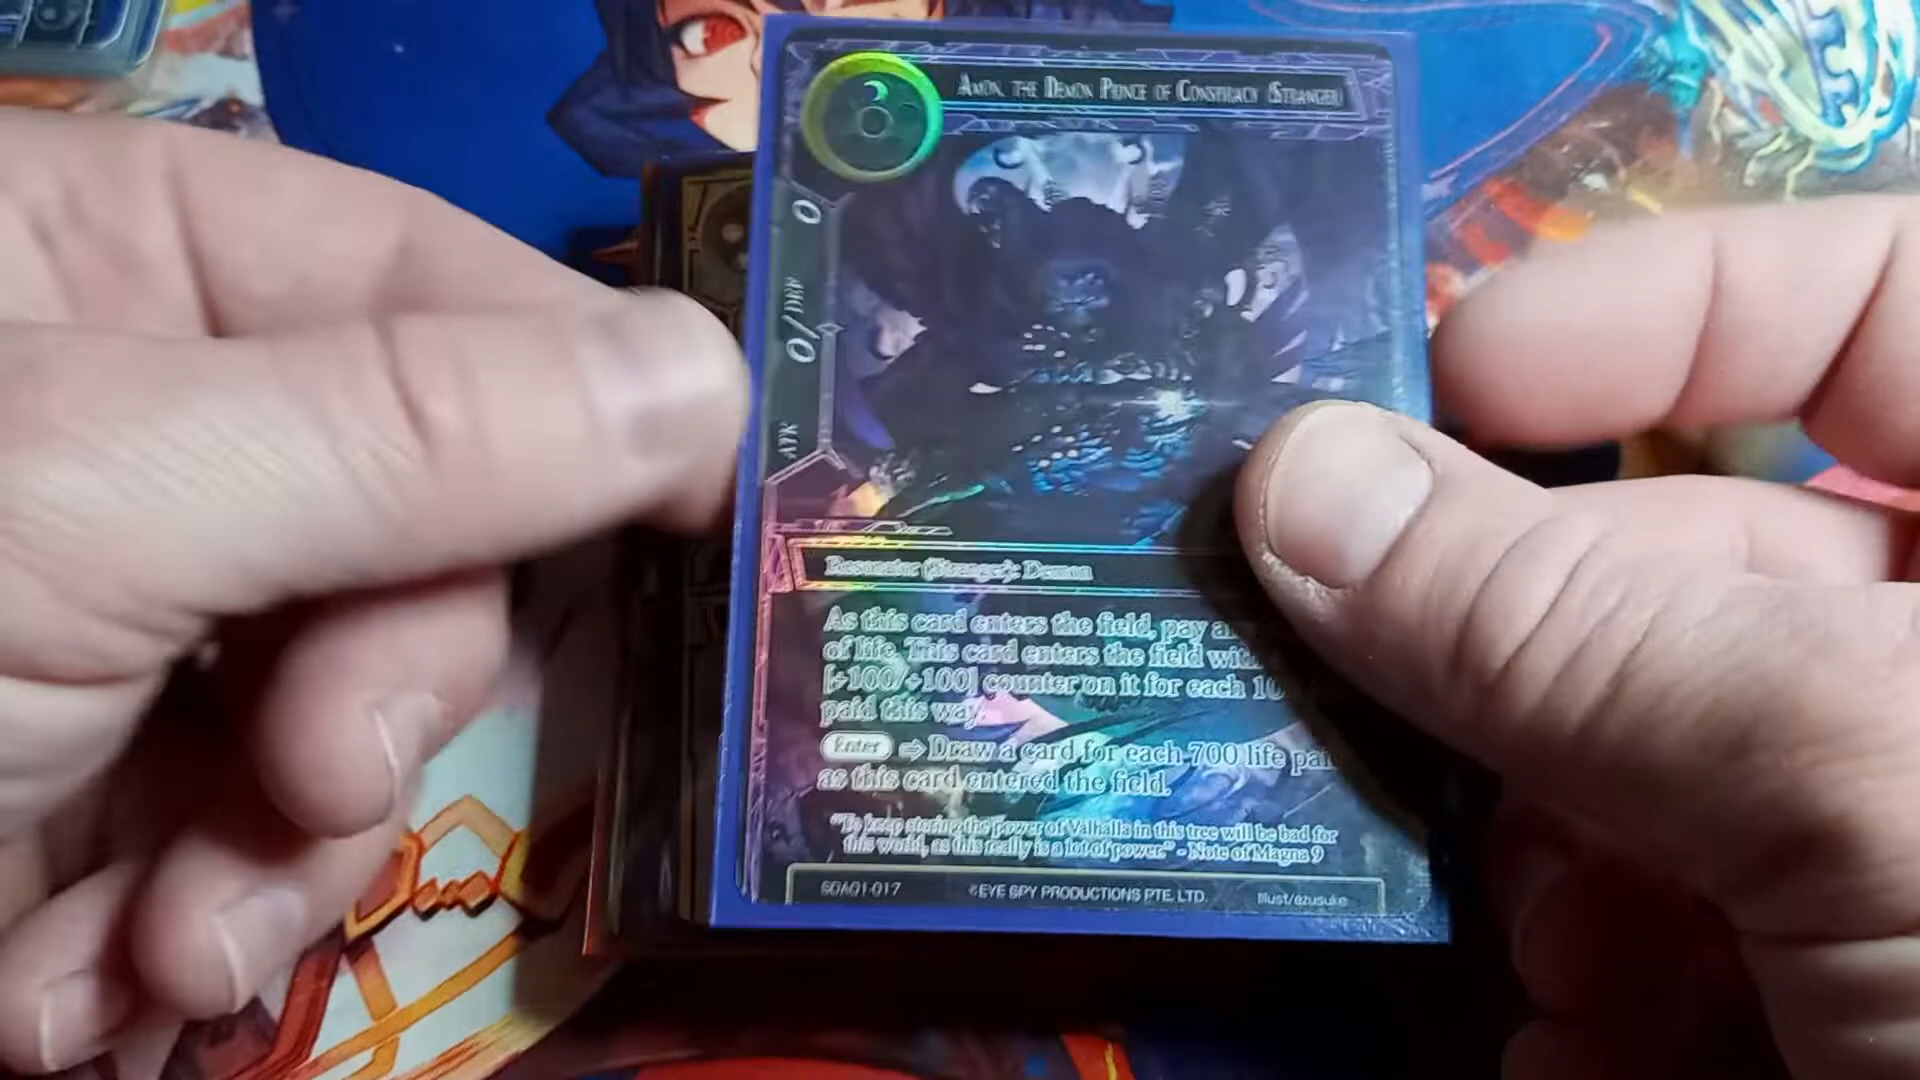 AMON, THE DEMON PRINCE OF CONSPIRACY (STRANGER)
ATK 0/DEF 0
Resonator (Stranger): Demon
As this card enters the field, pay a
of life. This card enters the field with
[+100/+100] counter on it for each 10
paid this way.
Enter ⇨ Draw a card for each 700 life pai
as this card entered the field.
"To keep storing the power of Valhalla in this tree will be bad for
this world, as this really is a lot of power." - Note of Magna 9
©EYE SPY PRODUCTIONS PTE. LTD. Illust/ezusuke